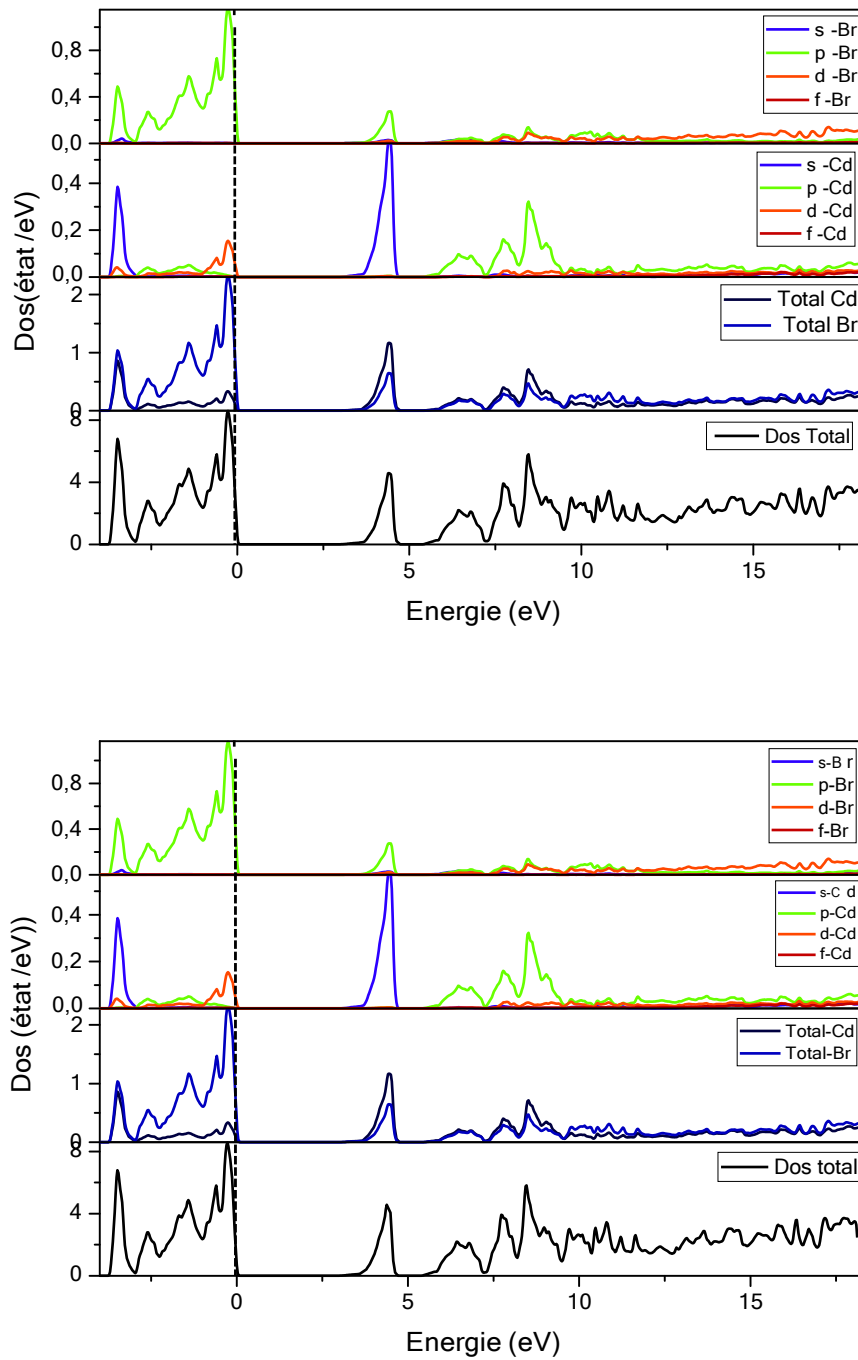 0,8
0,4
0,0
s -Br
p -Br
d -Br
f -Br
0,4
0,2
0,0
s -Cd
p -Cd
d -Cd
f -Cd
2
1
0
Total Cd
Total Br
8
4
0
Dos Total
Dos(état /eV)
0 5 10 15
Energie (eV)
0,8
0,4
0,0
s-B r
p-Br
d-Br
f-Br
0,4
0,2
0,0
s-C d
p-Cd
d-Cd
f-Cd
2
1
0
Total-Cd
Total-Br
8
4
0
Dos total
Dos (état /eV))
0 5 10 15
Energie (eV)